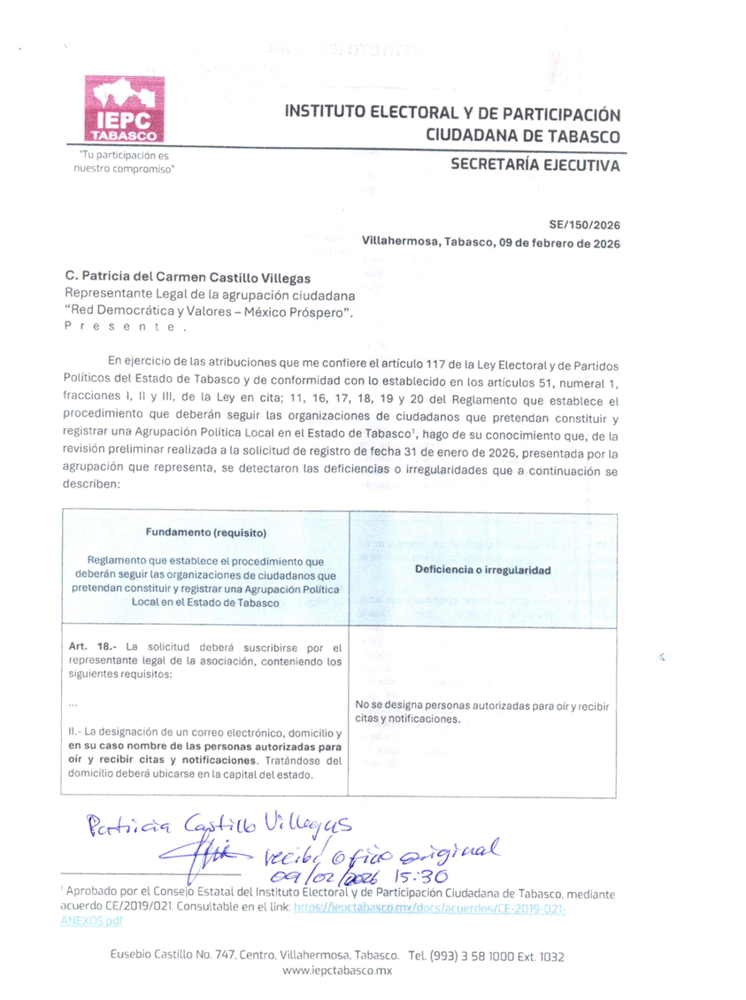 IEPC
TABASCO
"Tu participación es
nuestro compromiso"
INSTITUTO ELECTORAL Y DE PARTICIPACIÓN
CIUDADANA DE TABASCO
SECRETARÍA EJECUTIVA
SE/150/2026
Villahermosa, Tabasco, 09 de febrero de 2026
C. Patricia del Carmen Castillo Villegas
Representante Legal de la agrupación ciudadana
"Red Democrática y Valores – México Próspero".
P r e s e n t e .
En ejercicio de las atribuciones que me confiere el artículo 117 de la Ley Electoral y de Partidos
Políticos del Estado de Tabasco y de conformidad con lo establecido en los artículos 51, numeral 1,
fracciones I, II y III, de la Ley en cita; 11, 16, 17, 18, 19 y 20 del Reglamento que establece el
procedimiento que deberán seguir las organizaciones de ciudadanos que pretendan constituir y
registrar una Agrupación Política Local en el Estado de Tabasco¹, hago de su conocimiento que, de la
revisión preliminar realizada a la solicitud de registro de fecha 31 de enero de 2026, presentada por la
agrupación que representa, se detectaron las deficiencias o irregularidades que a continuación se
describen:
Fundamento (requisito)
Reglamento que establece el procedimiento que
deberán seguir las organizaciones de ciudadanos que
pretendan constituir y registrar una Agrupación Política
Local en el Estado de Tabasco
Deficiencia o irregularidad
Art. 18.- La solicitud deberá suscribirse por el
representante legal de la asociación, conteniendo los
siguientes requisitos:
...
II.- La designación de un correo electrónico, domicilio y
en su caso nombre de las personas autorizadas para
oír y recibir citas y notificaciones. Tratándose del
domicilio deberá ubicarse en la capital del estado.
No se designa personas autorizadas para oír y recibir
citas y notificaciones.
Patricia Castillo Villegas
recibí oficio original
09/02/2026 15:30
¹ Aprobado por el Consejo Estatal del Instituto Electoral y de Participación Ciudadana de Tabasco, mediante
acuerdo CE/2019/021. Consultable en el link: https://iepctabasco.mx/docs/acuerdos/CE-2019-021-
ANEXOS.pdf
Eusebio Castillo No. 747, Centro, Villahermosa, Tabasco. Tel. (993) 3 58 1000 Ext. 1032
www.iepctabasco.mx